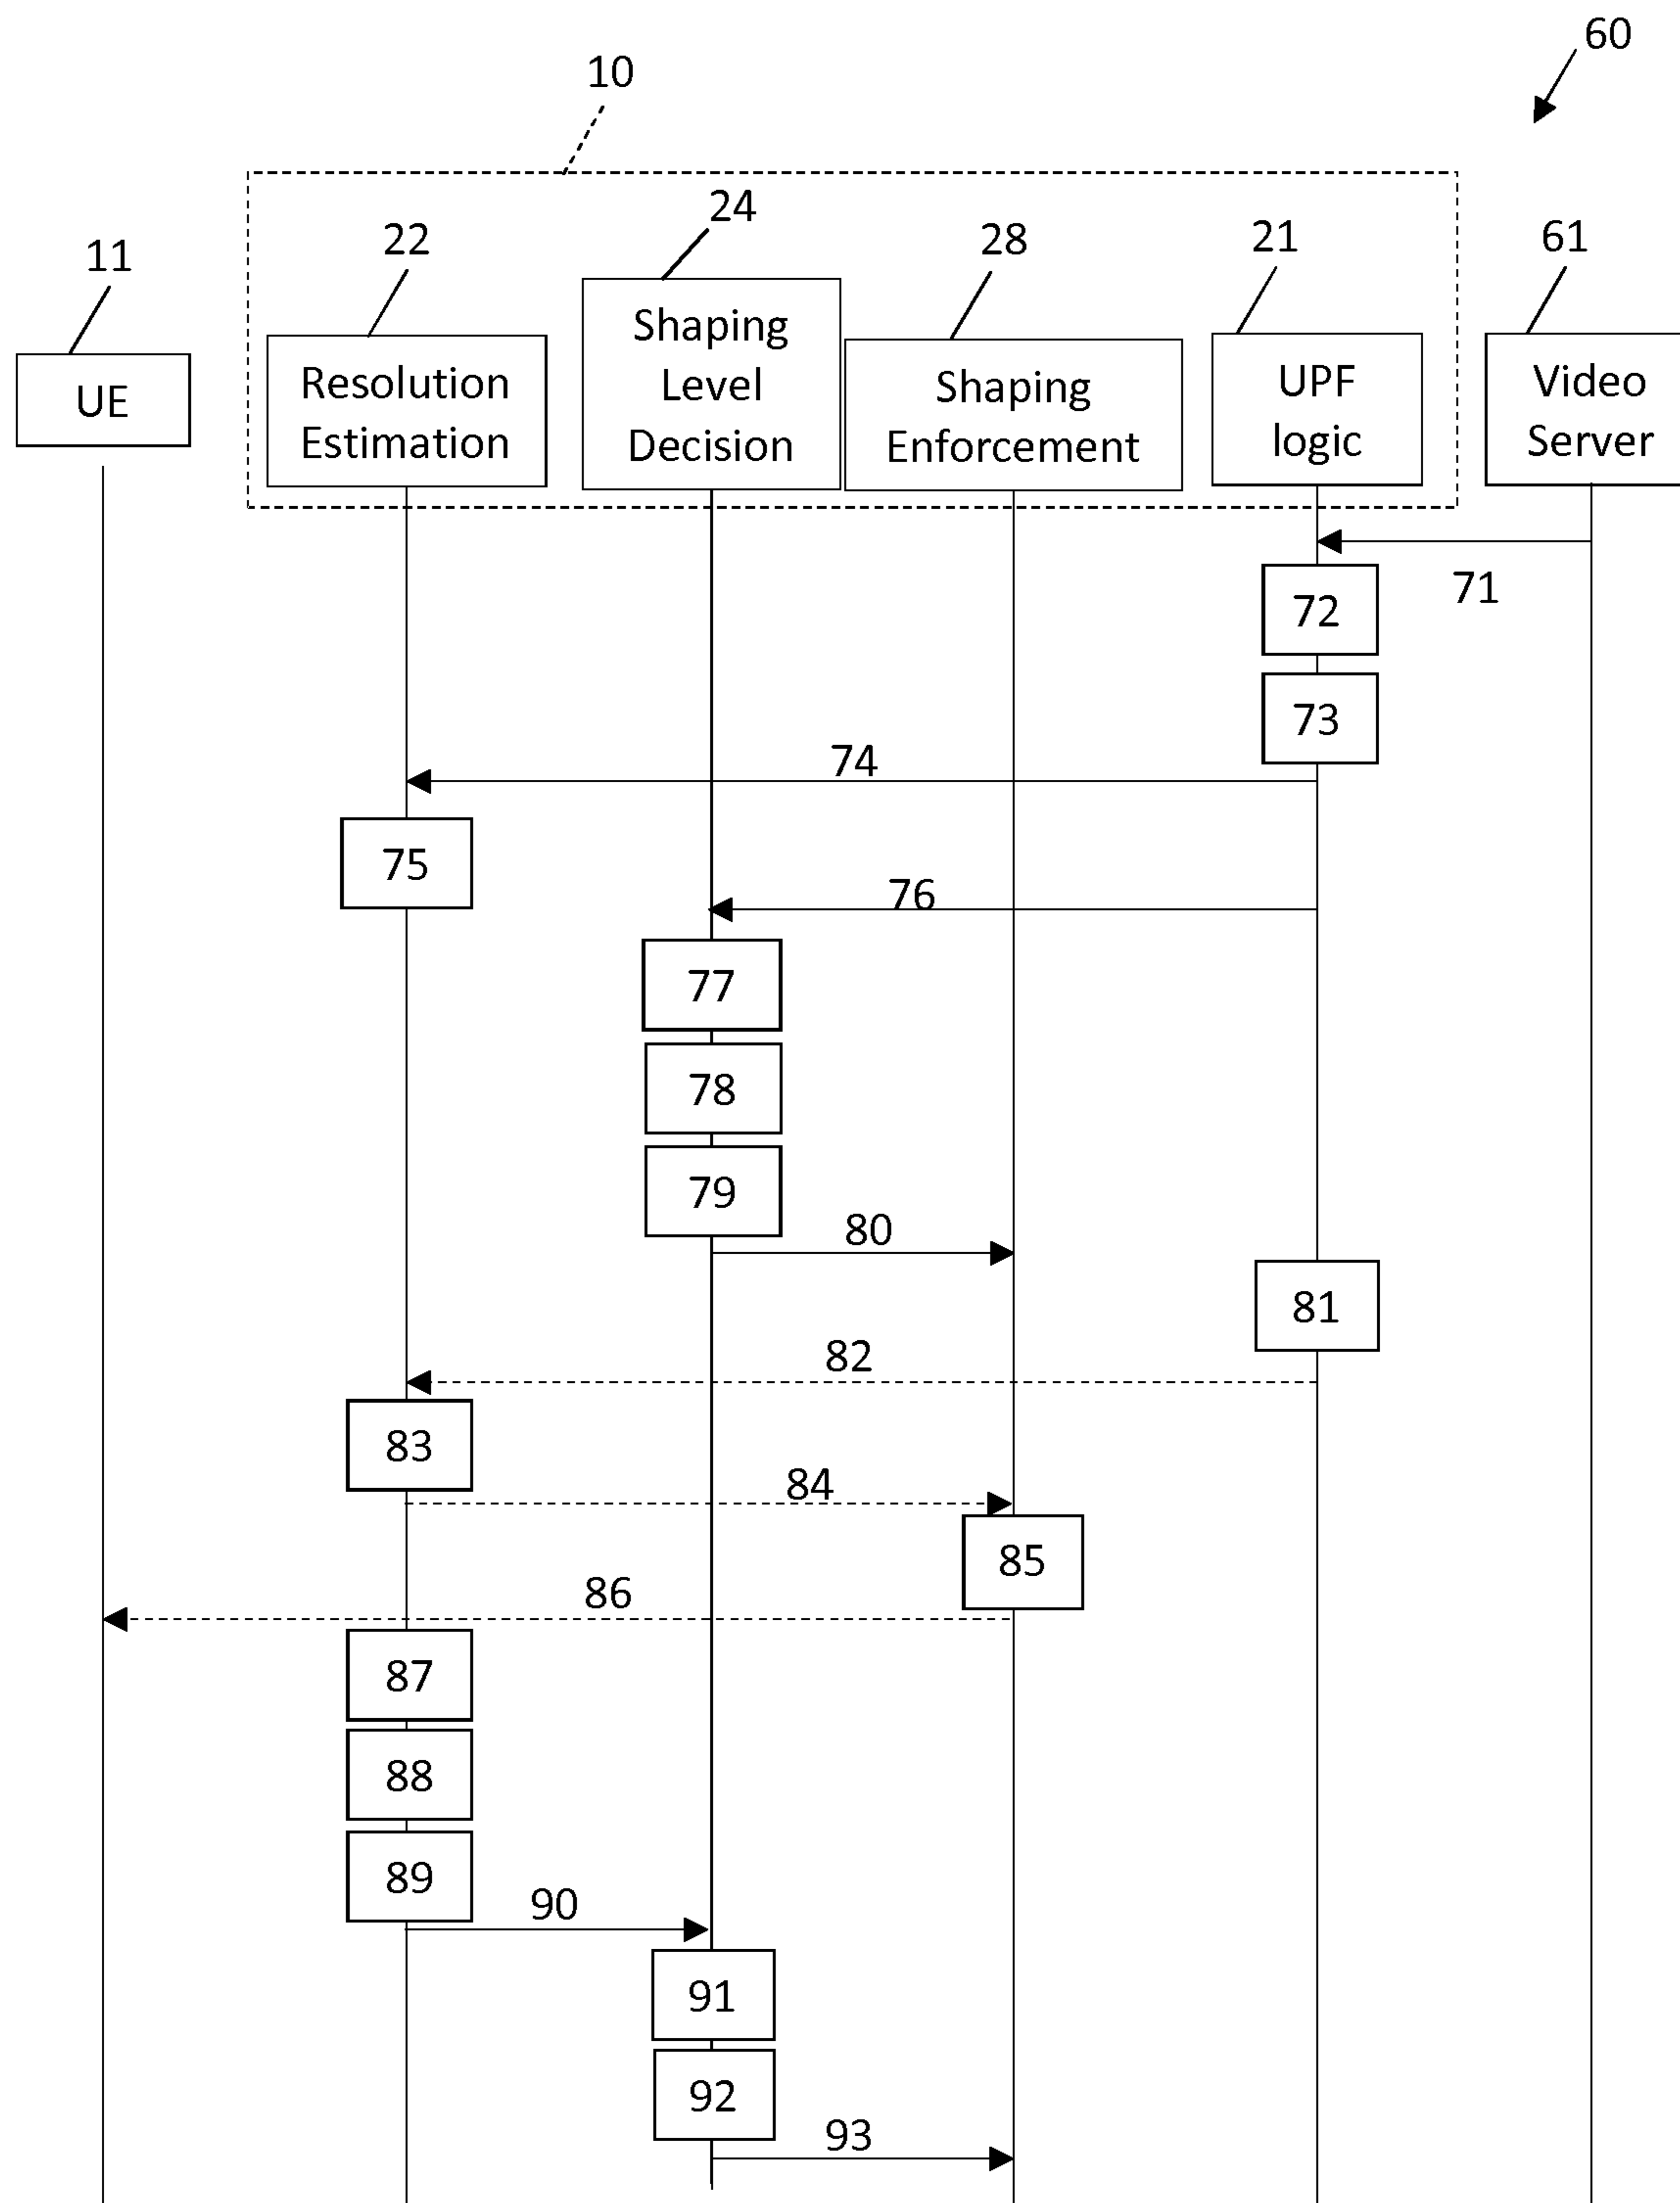 60
10
24
22
28
21
61
11
UE
Resolution
Estimation
Shaping
Level
Decision
Shaping
Enforcement
UPF
logic
Video
Server
71
72
73
74
75
76
77
78
79
80
81
82
83
84
85
86
87
88
89
90
91
92
93